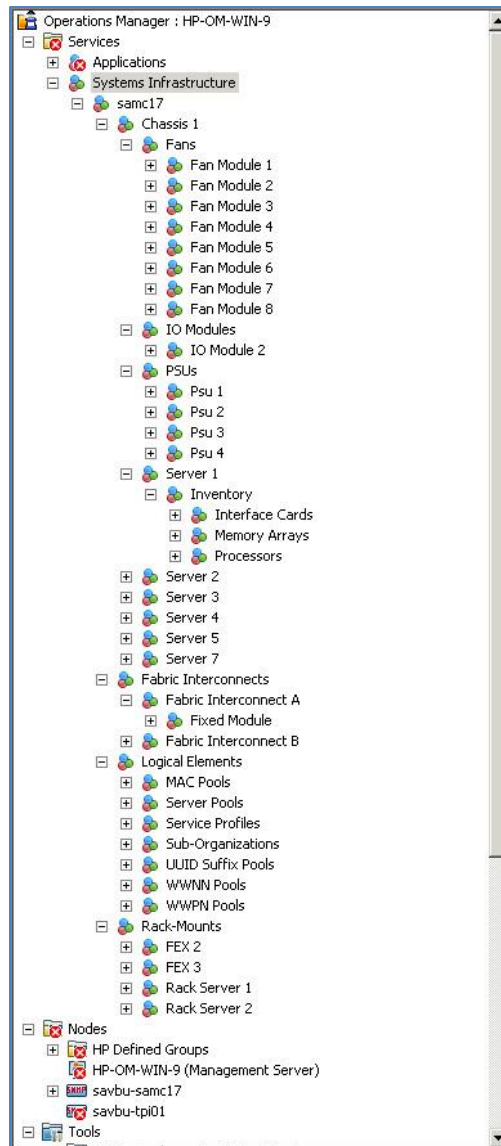 Operations Manager : HP-OM-WIN-9
Services
Applications
Systems Infrastructure
samc17
Chassis 1
Fans
Fan Module 1
Fan Module 2
Fan Module 3
Fan Module 4
Fan Module 5
Fan Module 6
Fan Module 7
Fan Module 8
IO Modules
IO Module 2
PSUs
Psu 1
Psu 2
Psu 3
Psu 4
Server 1
Inventory
Interface Cards
Memory Arrays
Processors
Server 2
Server 3
Server 4
Server 5
Server 7
Fabric Interconnects
Fabric Interconnect A
Fixed Module
Fabric Interconnect B
Logical Elements
MAC Pools
Server Pools
Service Profiles
Sub-Organizations
UUID Suffix Pools
WWNN Pools
WWPN Pools
Rack-Mounts
FEX 2
FEX 3
Rack Server 1
Rack Server 2
Nodes
HP Defined Groups
HP-OM-WIN-9 (Management Server)
SNMP savbu-samc17
savbu-tpi01
Tools